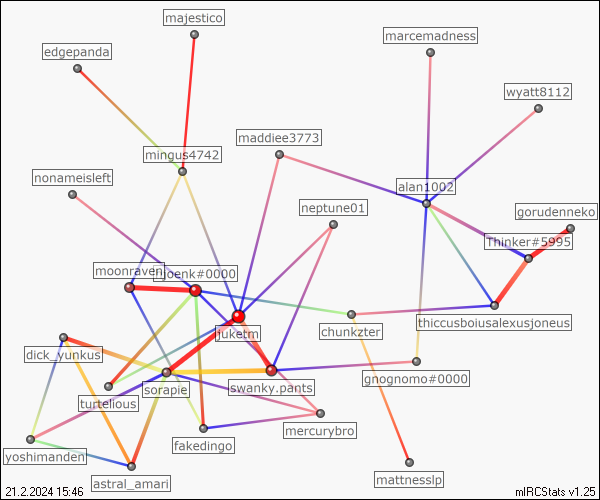 majestico
marcemadness
edgepanda
wyatt8112
maddiee3773
mingus4742
nonameisleft
alan1002
neptune01
gorudenneko
Thinker#5995
moonraven
joenk#0000
chunkzter
thiccusboiusalexusjoneus
juketm
dick_yunkus
gnognomo#0000
swanky.pants
sorapie
turtelious
mercurybro
fakedingo
yoshimanden
mattnesslp
astral_amari
21.2.2024 15:46
mIRCStats v1.25